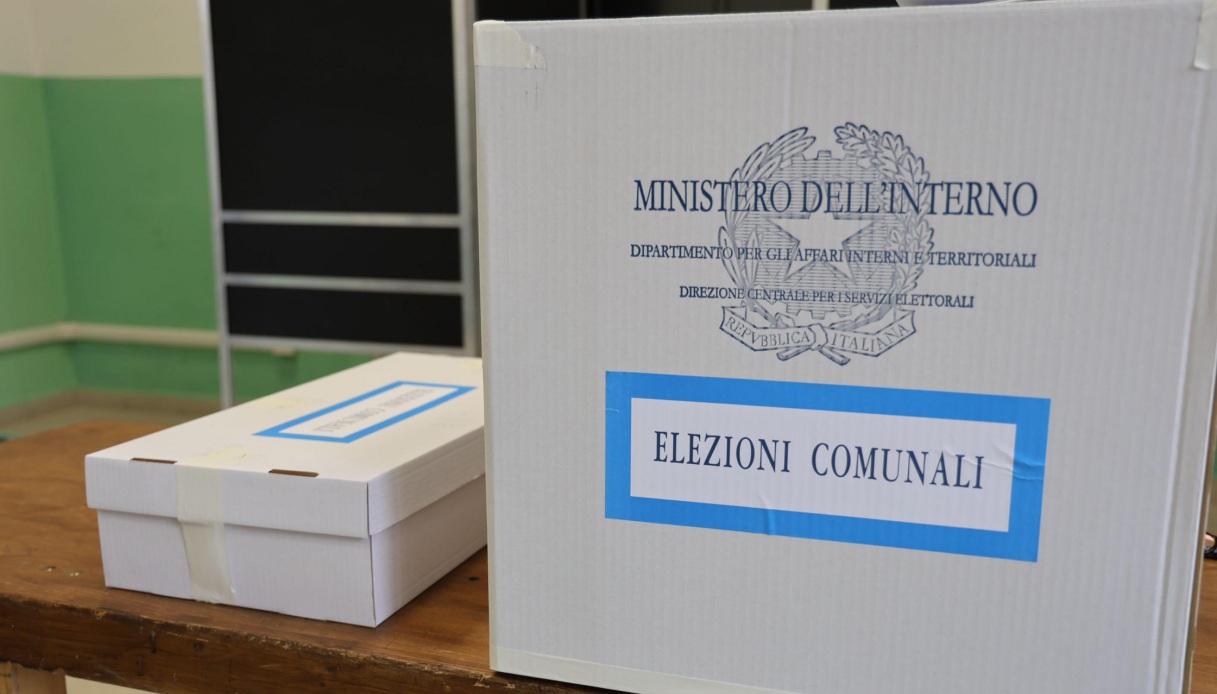 MINISTERO DELL'INTERNO
DIPARTIMENTO PER GLI AFFARI INTERNI E TERRITORIALI
DIREZIONE CENTRALE PER I SERVIZI ELETTORALI
REPVBBLICA ITALIANA
ELEZIONI COMUNALI